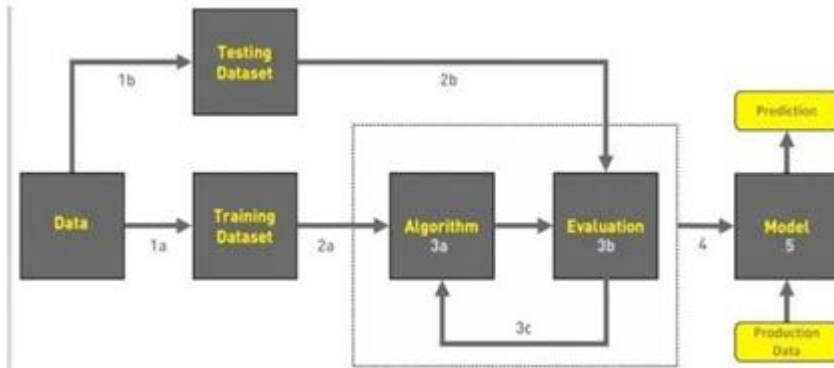 Testing
Dataset
1b
2b
Prediction
Data
Training
Dataset
Algorithm
3a
Evaluation
3b
Model
5
1a
2a
4
3c
Production
Data